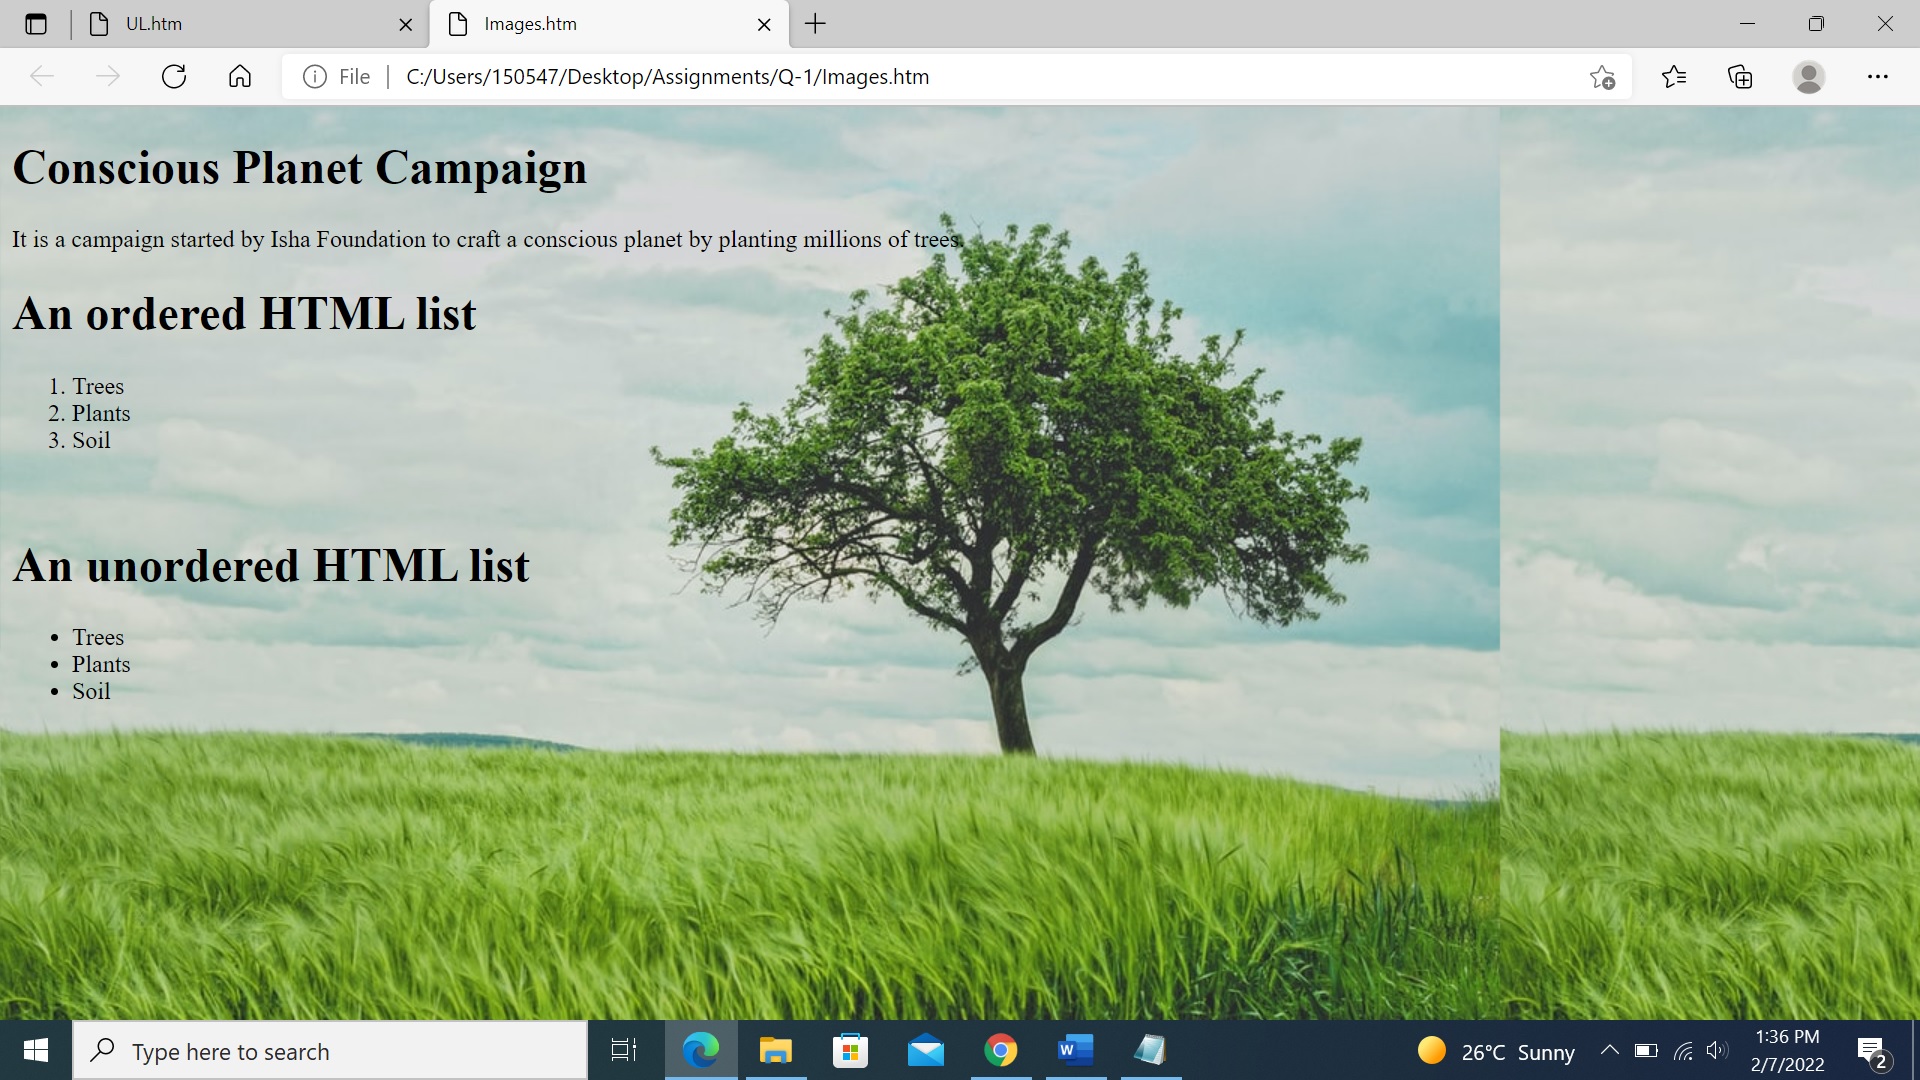 UL.htm
Images.htm
File
C:/Users/150547/Desktop/Assignments/Q-1/Images.htm
Conscious Planet Campaign
It is a campaign started by Isha Foundation to craft a conscious planet by planting millions of trees.
An ordered HTML list
1. Trees
2. Plants
3. Soil
An unordered HTML list
• Trees
• Plants
• Soil
Type here to search
W
26°C Sunny
1:36 PM
2/7/2022
2